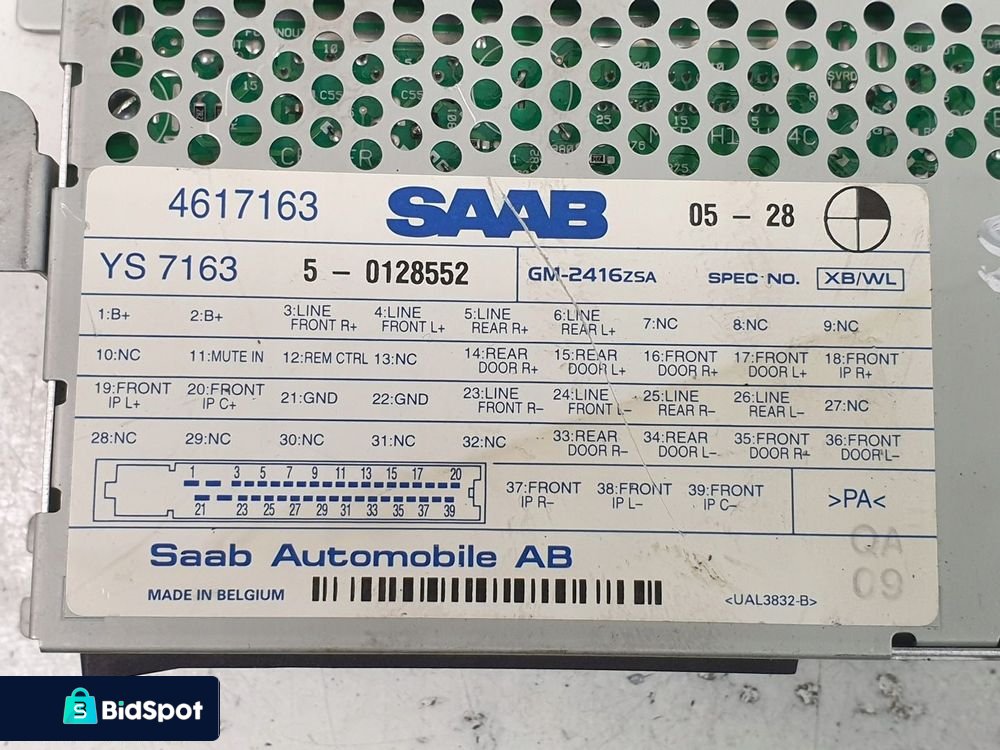 4617163 SAAB 05 - 28
YS 7163 5 - 0128552 GM-2416ZSA SPEC NO. XB/WL
1:B+ 2:B+ 3:LINE FRONT R+ 4:LINE FRONT L+ 5:LINE REAR R+ 6:LINE REAR L+ 7:NC 8:NC 9:NC
10:NC 11:MUTE IN 12:REM CTRL 13:NC 14:REAR DOOR R+ 15:REAR DOOR L+ 16:FRONT DOOR R+ 17:FRONT DOOR L+ 18:FRONT IP R+
19:FRONT IP L+ 20:FRONT IP C+ 21:GND 22:GND 23:LINE FRONT R- 24:LINE FRONT L- 25:LINE REAR R- 26:LINE REAR L- 27:NC
28:NC 29:NC 30:NC 31:NC 32:NC 33:REAR DOOR R- 34:REAR DOOR L- 35:FRONT DOOR R- 36:FRONT DOOR L-
1 3 5 7 9 11 13 15 17 20
21 23 25 27 29 31 33 35 37 39
37:FRONT IP R- 38:FRONT IP L- 39:FRONT IP C- >PA<
QA
09
Saab Automobile AB
MADE IN BELGIUM <UAL3832-B>
BidSpot